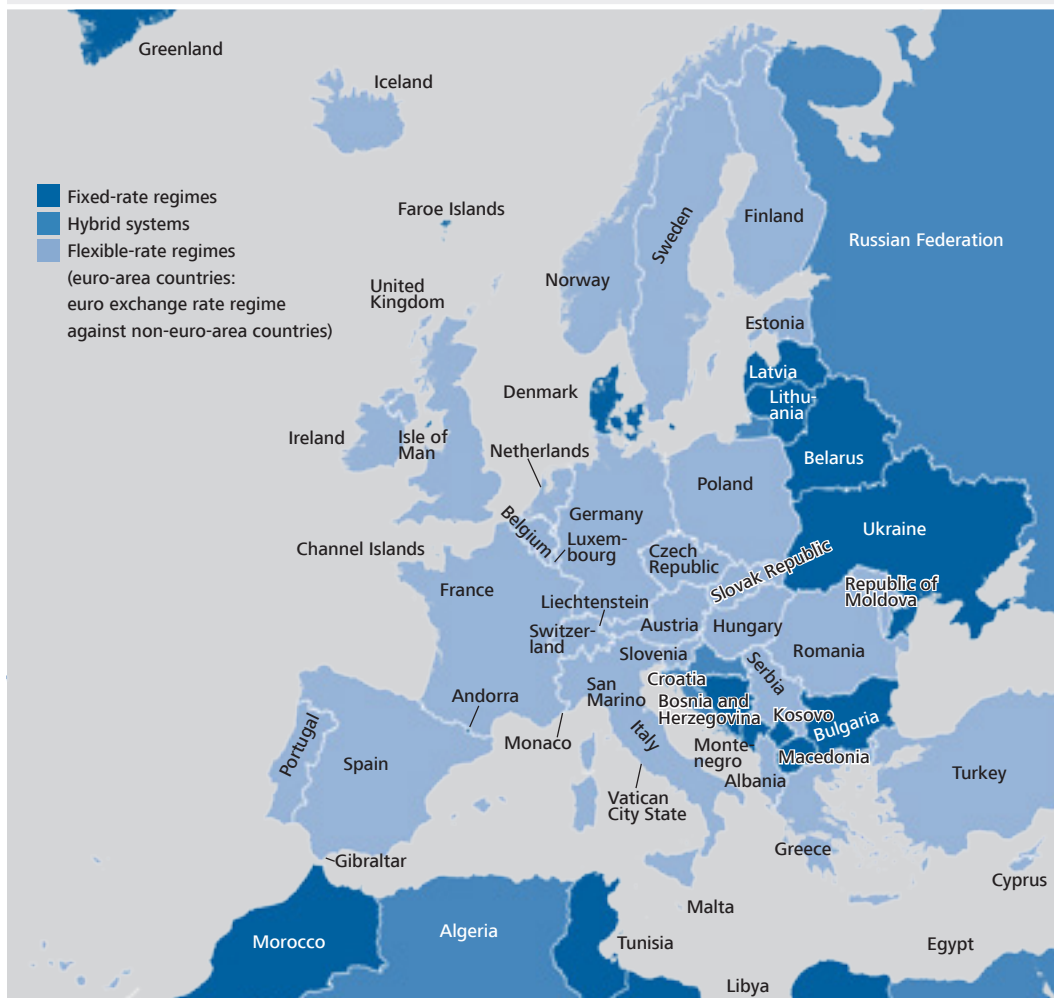 Greenland
Iceland
Fixed-rate regimes
Hybrid systems
Flexible-rate regimes
(euro-area countries:
euro exchange rate regime
against non-euro-area countries)
Faroe Islands
Sweden
Finland
Russian Federation
Norway
United
Kingdom
Estonia
Latvia
Lithu-
ania
Denmark
Ireland
Isle of
Man
Netherlands
Belarus
Poland
Belgium
Germany
Luxem-
bourg
Ukraine
Channel Islands
Czech
Republic
Slovak Republic
France
Republic of
Moldova
Liechtenstein
Switzer-
land
Austria
Hungary
Romania
Slovenia
Serbia
Croatia
San
Marino
Bosnia and
Herzegovina
Kosovo
Bulgaria
Andorra
Monaco
Italy
Monte-
negro
Macedonia
Albania
Portugal
Spain
Turkey
Vatican
City State
Greece
Gibraltar
Cyprus
Malta
Morocco
Algeria
Tunisia
Egypt
Libya